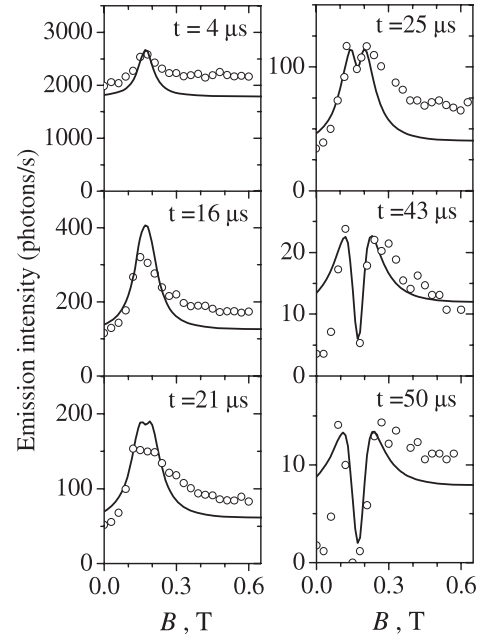 Emission intensity (photons/s)
3000
2000
1000
0
t = 4 μs
100
0
t = 25 μs
400
200
0
t =16 μs
20
10
0
t =43 μs
200
100
0
t =21 μs
10
0
t =50 μs
0.0 0.3 0.6
0.0 0.3 0.6
B , T
B , T